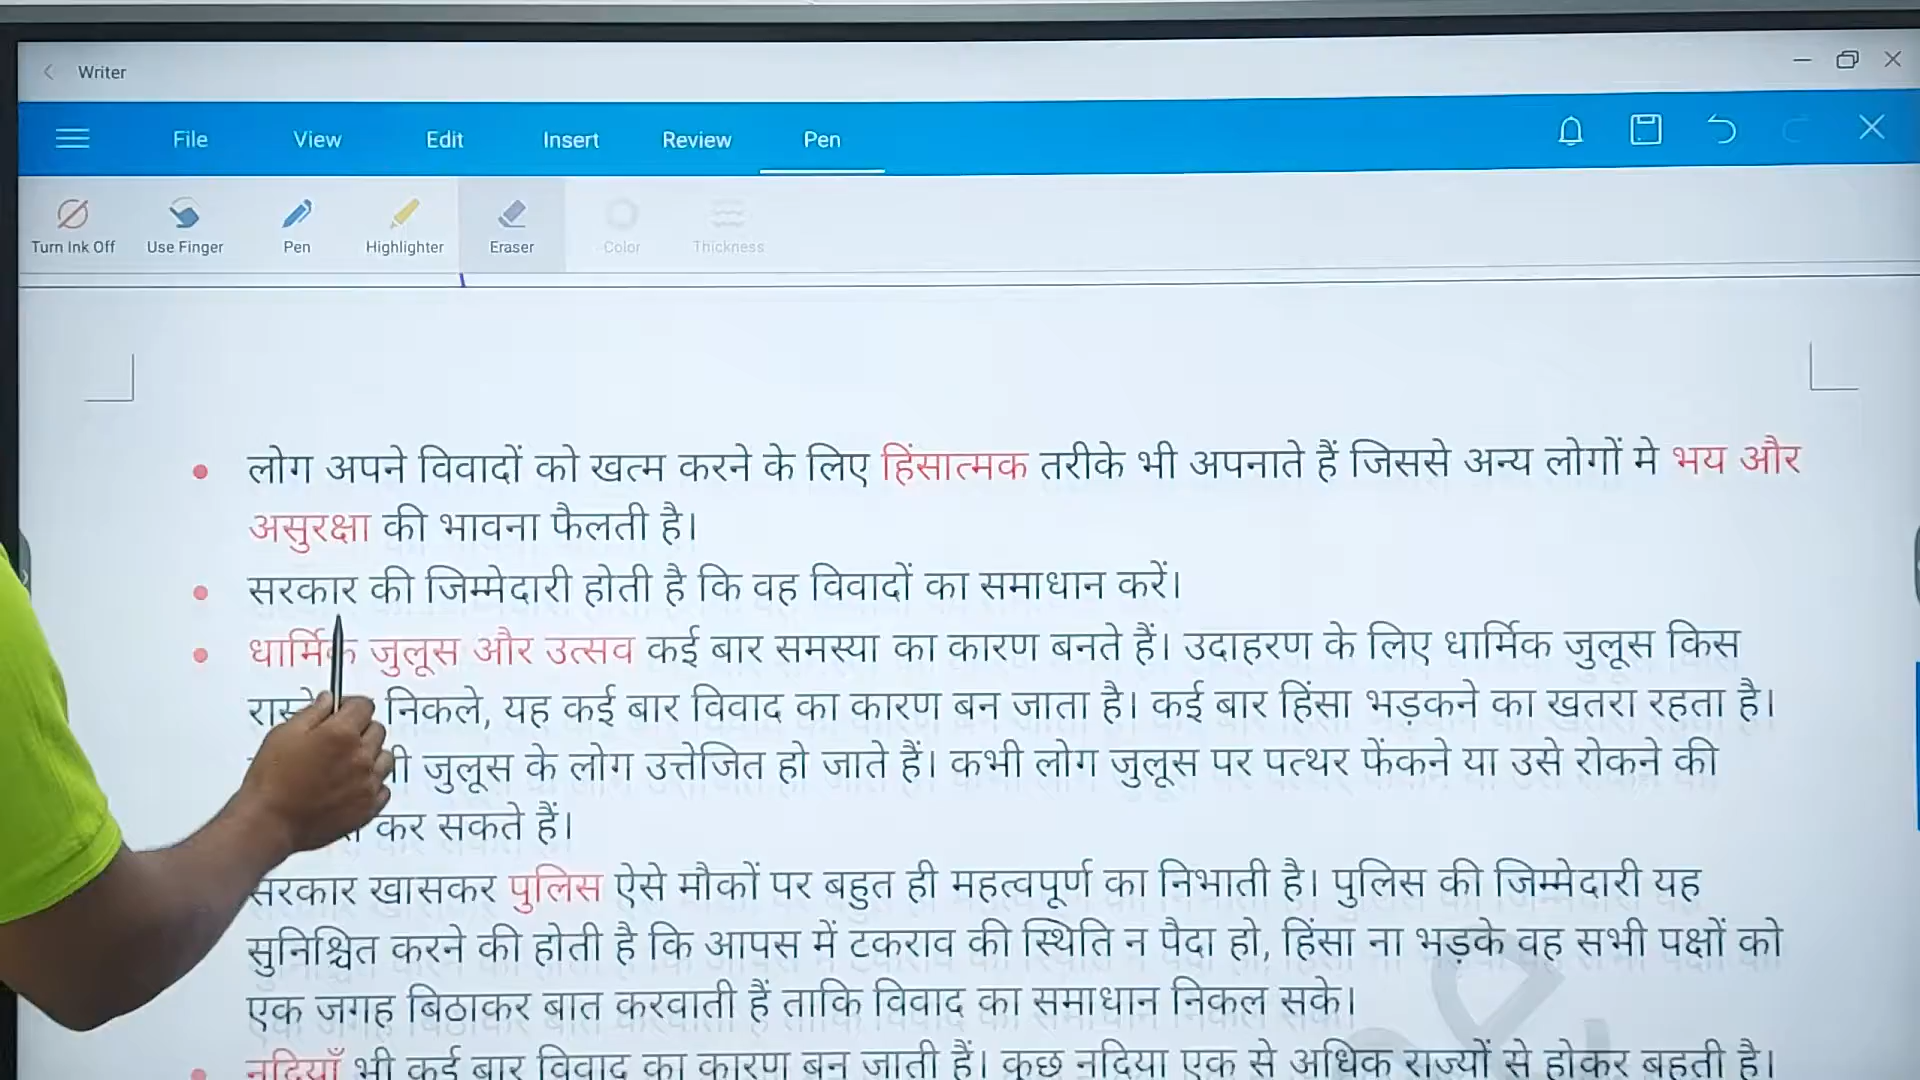 Writer
File View Edit Insert Review Pen
Turn Ink Off Use Finger Pen Highlighter Eraser Color Thickness
लोग अपने विवादों को खत्म करने के लिए हिंसात्मक तरीके भी अपनाते हैं जिससे अन्य लोगों मे भय और
असुरक्षा की भावना फैलती है।
सरकार की जिम्मेदारी होती है कि वह विवादों का समाधान करें।
धार्मिक जुलूस और उत्सव कई बार समस्या का कारण बनते हैं। उदाहरण के लिए धार्मिक जुलूस किस
निकले, यह कई बार विवाद का कारण बन जाता है। कई बार हिंसा भड़कने का खतरा रहता है।
जुलूस के लोग उत्तेजित हो जाते हैं। कभी लोग जुलूस पर पत्थर फेंकने या उसे रोकने की
कर सकते हैं।
सरकार खासकर पुलिस ऐसे मौकों पर बहुत ही महत्वपूर्ण का निभाती है। पुलिस की जिम्मेदारी यह
सुनिश्चित करने की होती है कि आपस में टकराव की स्थिति न पैदा हो, हिंसा ना भड़के वह सभी पक्षों को
एक जगह बिठाकर बात करवाती हैं ताकि विवाद का समाधान निकल सके।
नदियाँ भी कई बार विवाद का कारण बन जाती हैं। कुछ नदिया एक से अधिक राज्यों से होकर बहती है।